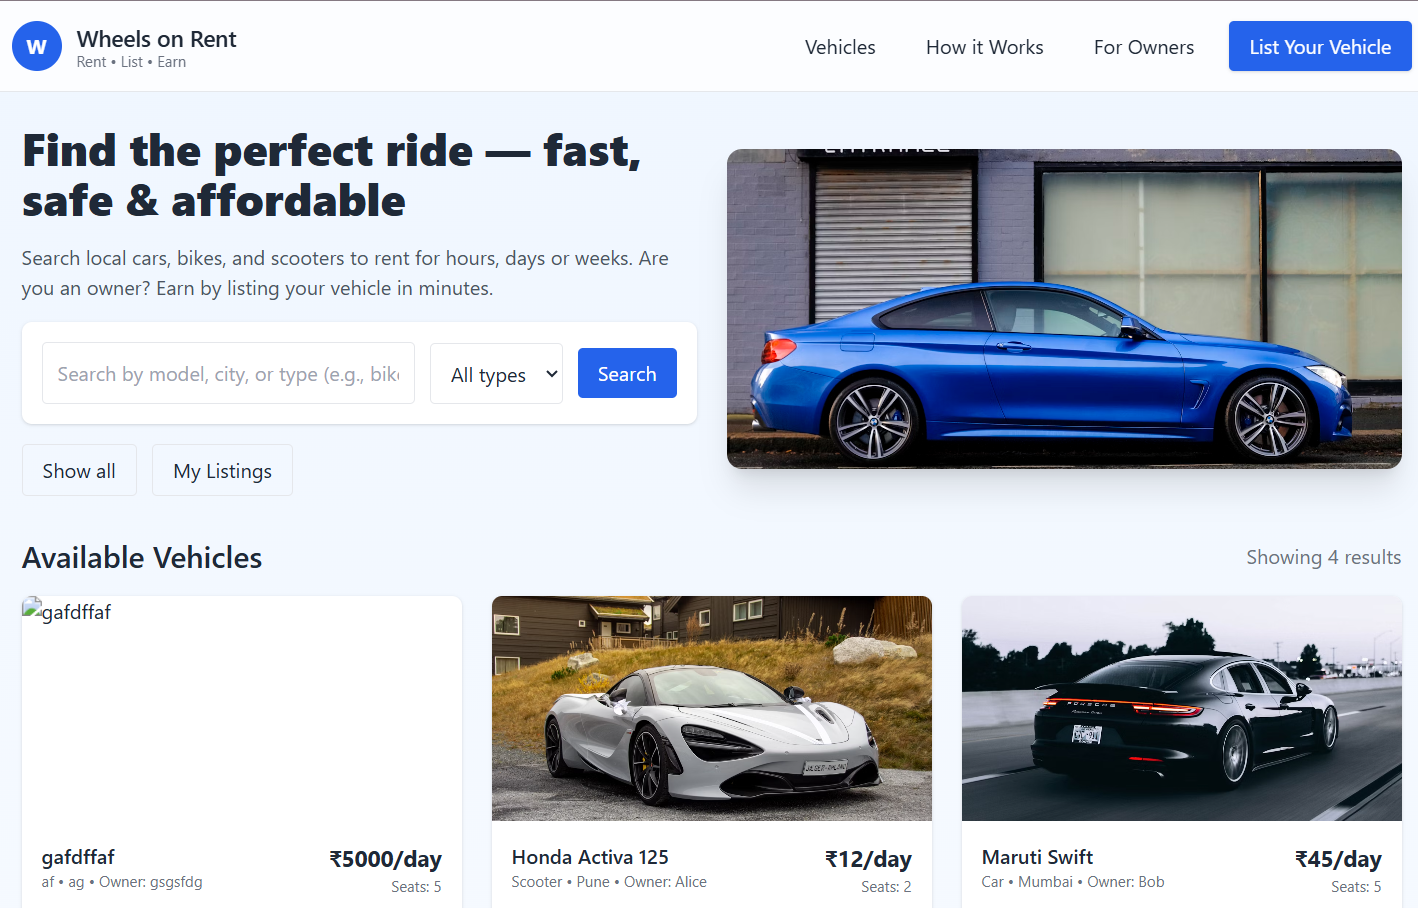 W
Wheels on Rent
Rent • List • Earn
Vehicles
How it Works
For Owners
List Your Vehicle
Find the perfect ride — fast,
safe & affordable
Search local cars, bikes, and scooters to rent for hours, days or weeks. Are
you an owner? Earn by listing your vehicle in minutes.
Search by model, city, or type (e.g., bike
All types
Search
Show all
My Listings
Available Vehicles
Showing 4 results
gafdffaf
PORSCHE
gafdffaf
₹5000/day
af • ag • Owner: gsgsfdg
Seats: 5
Honda Activa 125
₹12/day
Scooter • Pune • Owner: Alice
Seats: 2
Maruti Swift
₹45/day
Car • Mumbai • Owner: Bob
Seats: 5